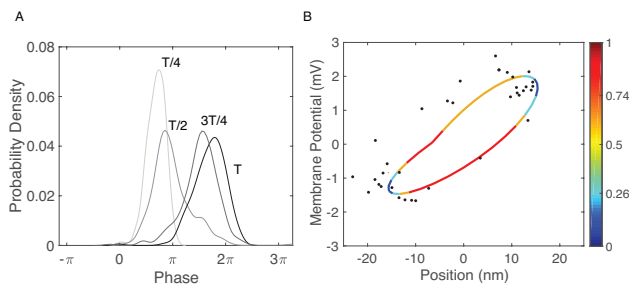 A
0.08
0.06
0.04
0.02
0
Probability Density
T/4
T/2
3T/4
T
-π
0
π
2π
3π
Phase
B
3
2
1
0
-1
-2
-3
Membrane Potential (mV)
-20
-10
0
10
20
Position (nm)
1
0.74
0.5
0.26
0